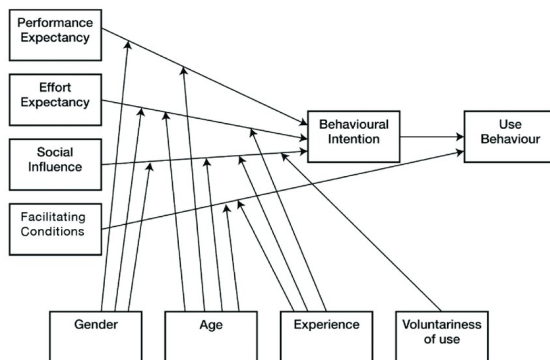 Performance
Expectancy
Effort
Expectancy
Social
Influence
Facilitating
Conditions
Behavioural
Intention
Use
Behaviour
Gender
Age
Experience
Voluntariness
of use